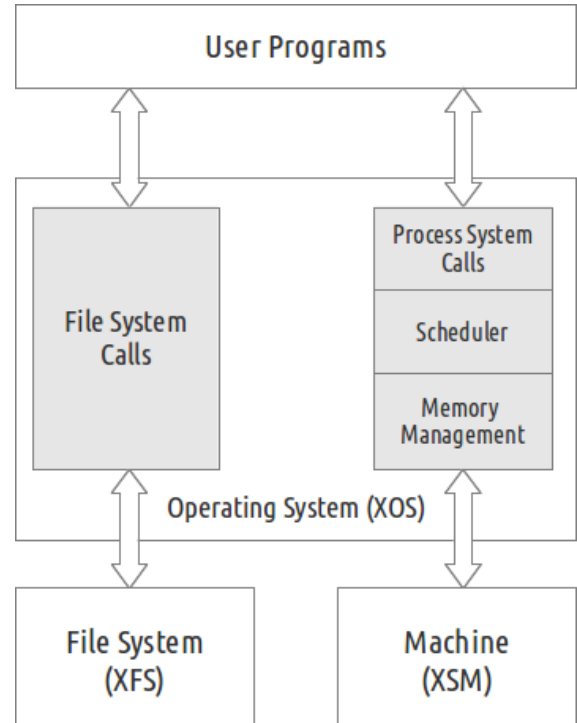 User Programs
File System
Calls
Process System
Calls
Scheduler
Memory
Management
Operating System (XOS)
File System
(XFS)
Machine
(XSM)